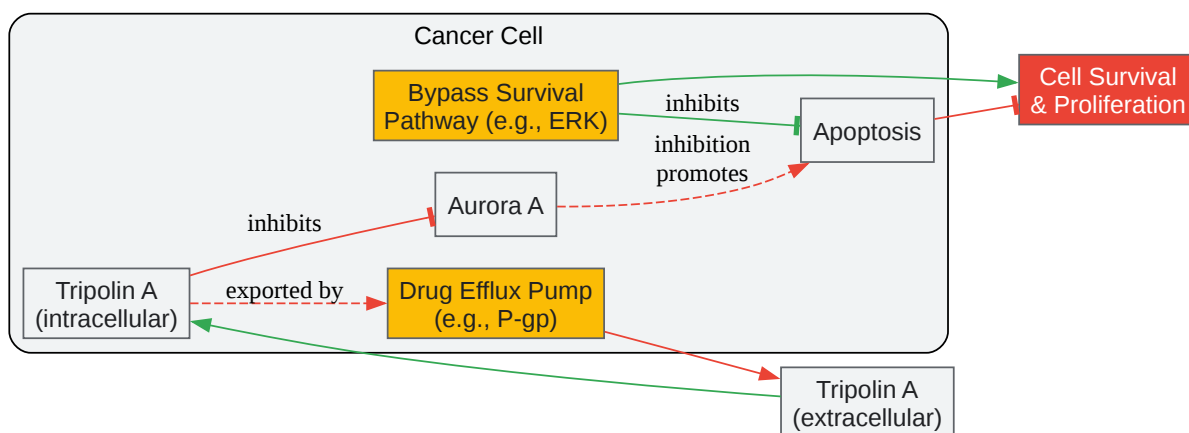 Cancer Cell
Bypass Survival
Pathway (e.g., ERK)
inhibits
Cell Survival
& Proliferation
Apoptosis
inhibition
promotes
Aurora A
inhibits
Tripolin A
(intracellular)
exported by
Drug Efflux Pump
(e.g., P-gp)
Tripolin A
(extracellular)